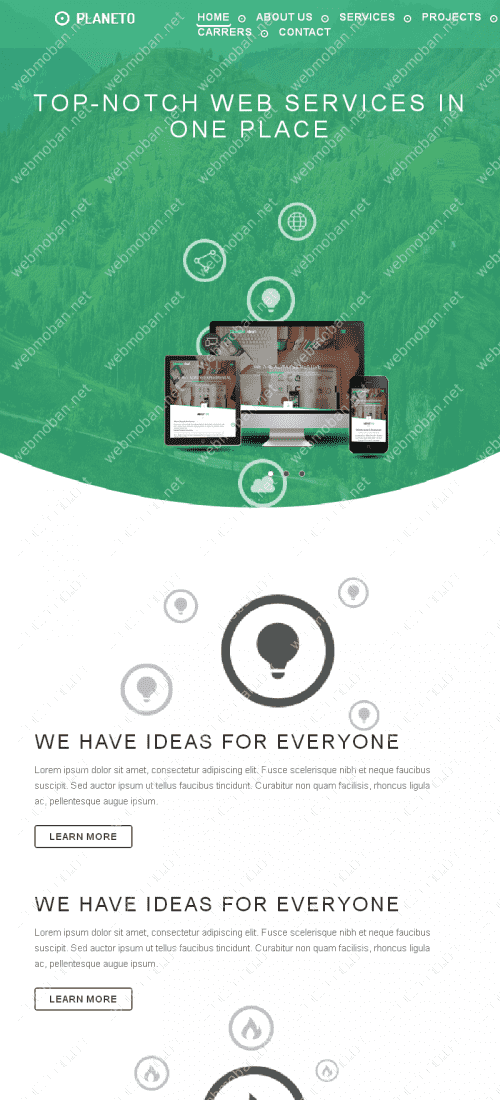 PLANETO
HOME ABOUT US SERVICES PROJECTS
CARRERS CONTACT
TOP-NOTCH WEB SERVICES IN
ONE PLACE
WE HAVE IDEAS FOR EVERYONE
Lorem ipsum dolor sit amet, consectetur adipiscing elit. Fusce scelerisque nibh et neque faucibus
suscipit. Sed auctor ipsum ut tellus faucibus tincidunt. Curabitur non quam facilisis, rhoncus ligula
ac, pellentesque augue ipsum.
LEARN MORE
WE HAVE IDEAS FOR EVERYONE
Lorem ipsum dolor sit amet, consectetur adipiscing elit. Fusce scelerisque nibh et neque faucibus
suscipit. Sed auctor ipsum ut tellus faucibus tincidunt. Curabitur non quam facilisis, rhoncus ligula
ac, pellentesque augue ipsum.
LEARN MORE
webmoban.net